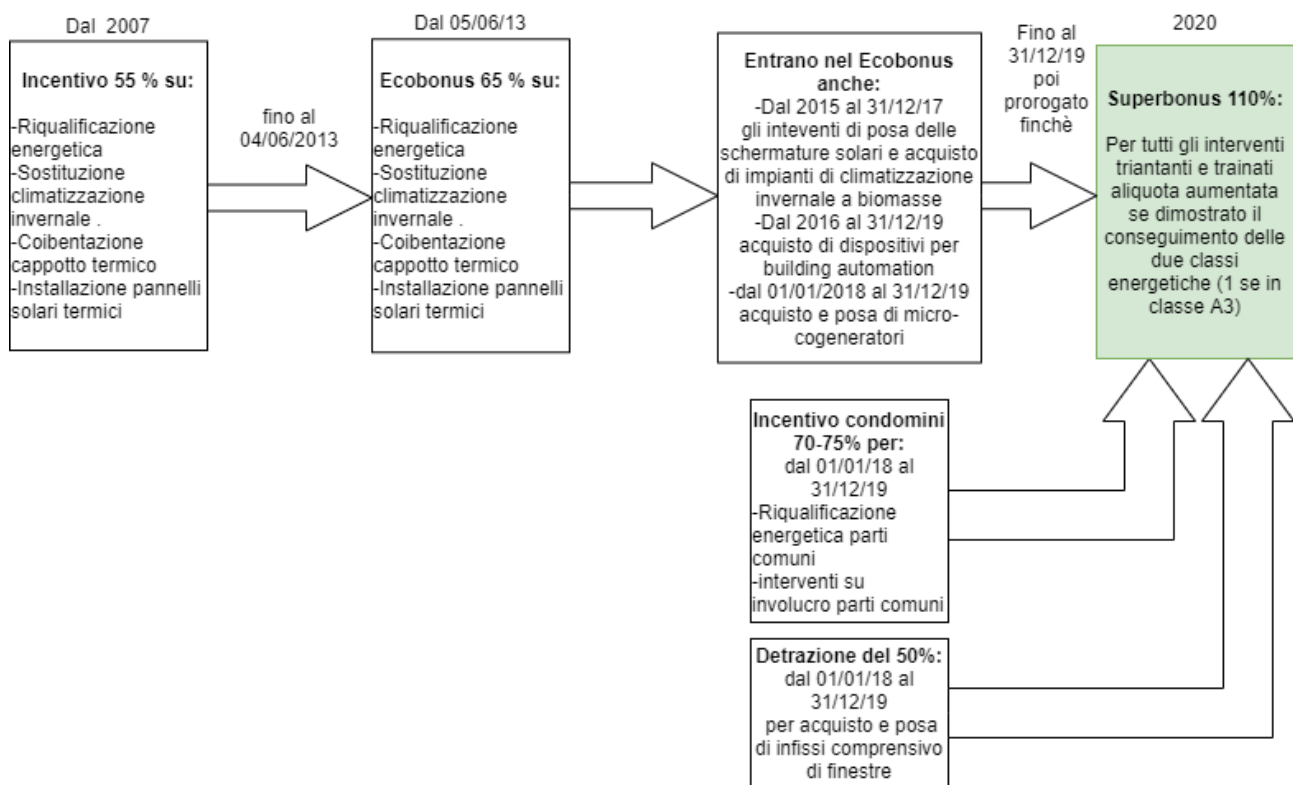 Dal 2007
Incentivo 55 % su:
-Riqualificazione
energetica
-Sostituzione
climatizzazione
invernale .
-Coibentazione
cappotto termico
-Installazione pannelli
solari termici
fino al
04/06/2013
Dal 05/06/13
Ecobonus 65 % su:
-Riqualificazione
energetica
-Sostituzione
climatizzazione
invernale .
-Coibentazione
cappotto termico
-Installazione pannelli
solari termici
Entrano nel Ecobonus
anche:
-Dal 2015 al 31/12/17
gli inteventi di posa delle
schermature solari e acquisto
di impianti di climatizzazione
invernale a biomasse
-Dal 2016 al 31/12/19
acquisto di dispositivi per
building automation
-dal 01/01/2018 al 31/12/19
acquisto e posa di micro-
cogeneratori
Fino al
31/12/19
poi
prorogato
finchè
2020
Superbonus 110%:
Per tutti gli interventi
triantanti e trainati
aliquota aumentata
se dimostrato il
conseguimento delle
due classi
energetiche (1 se in
classe A3)
Incentivo condomini
70-75% per:
dal 01/01/18 al
31/12/19
-Riqualificazione
energetica parti
comuni
-interventi su
involucro parti comuni
Detrazione del 50%:
dal 01/01/18 al
31/12/19
per acquisto e posa
di infissi comprensivo
di finestre